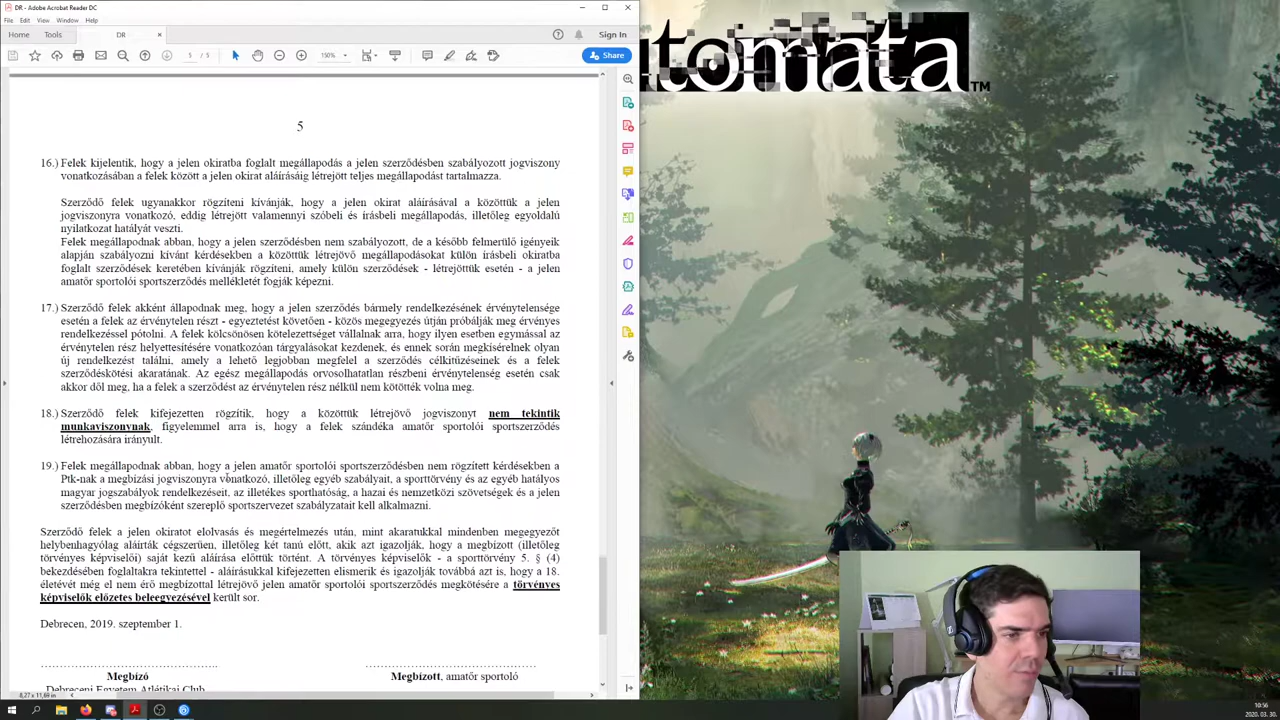 DR - Adobe Acrobat Reader DC
File Edit View Window Help
Home Tools DR Sign In
/ 5 150% Share
5
16.) Felek kijelentik, hogy a jelen okiratba foglalt megállapodás a jelen szerződésben szabályozott jogviszony
vonatkozásában a felek között a jelen okirat aláírásáig létrejött teljes megállapodást tartalmazza.
Szerződő felek ugyanakkor rögzíteni kívánják, hogy a jelen okirat aláírásával a közöttük a jelen
jogviszonyra vonatkozó, eddig létrejött valamennyi szóbeli és írásbeli megállapodás, illetőleg egyoldalú
nyilatkozat hatályát veszti.
Felek megállapodnak abban, hogy a jelen szerződésben nem szabályozott, de a később felmerülő igényeik
alapján szabályozni kívánt kérdésekben a közöttük létrejövő megállapodásokat külön írásbeli okiratba
foglalt szerződések keretében kívánják rögzíteni, amely külön szerződések - létrejöttük esetén - a jelen
amatőr sportolói sportszerződés mellékletét fogják képezni.
17.) Szerződő felek akként állapodnak meg, hogy a jelen szerződés bármely rendelkezésének érvénytelensége
esetén a felek az érvénytelen részt - egyeztetést követően - közös megegyezés útján próbálják meg érvényes
rendelkezéssel pótolni. A felek kölcsönösen kötelezettséget vállalnak arra, hogy ilyen esetben egymással az
érvénytelen rész helyettesítésére vonatkozóan tárgyalásokat kezdenek, és ennek során megkísérelnek olyan
új rendelkezést találni, amely a lehető legjobban megfelel a szerződés célkitűzéseinek és a felek
szerződéskötési akaratának. Az egész megállapodás orvosolhatatlan részbeni érvénytelenség esetén csak
akkor dől meg, ha a felek a szerződést az érvénytelen rész nélkül nem kötötték volna meg.
18.) Szerződő felek kifejezetten rögzítik, hogy a közöttük létrejövő jogviszonyt nem tekintik
munkaviszonynak, figyelemmel arra is, hogy a felek szándéka amatőr sportolói sportszerződés
létrehozására irányult.
19.) Felek megállapodnak abban, hogy a jelen amatőr sportolói sportszerződésben nem rögzített kérdésekben a
Ptk-nak a megbízási jogviszonyra vonatkozó, illetőleg egyéb szabályait, a sporttörvény és az egyéb hatályos
magyar jogszabályok rendelkezéseit, az illetékes sporthatóság, a hazai és nemzetközi szövetségek és a jelen
szerződésben megbízóként szereplő sportszervezet szabályzatait kell alkalmazni.
Szerződő felek a jelen okiratot elolvasás és megértelmezés után, mint akaratukkal mindenben megegyezőt
helybenhagyólag aláírták cégszerűen, illetőleg két tanú előtt, akik azt igazolják, hogy a megbízott (illetőleg
törvényes képviselői) saját kezű aláírása előttük történt. A törvényes képviselők - a sporttörvény 5. § (4)
bekezdésében foglaltakra tekintettel - aláírásukkal kifejezetten elismerik és igazolják továbbá azt is, hogy a 18.
életévét még el nem érő megbízottal létrejövő jelen amatőr sportolói sportszerződés megkötésére a törvényes
képviselők előzetes beleegyezésével került sor.
Debrecen, 2019. szeptember 1.
Megbízó Megbízott, amatőr sportoló
Debreceni Egyetem Atlétikai Club
8,27 x 11,69 in
tomata™
10:56
2020. 03. 30.